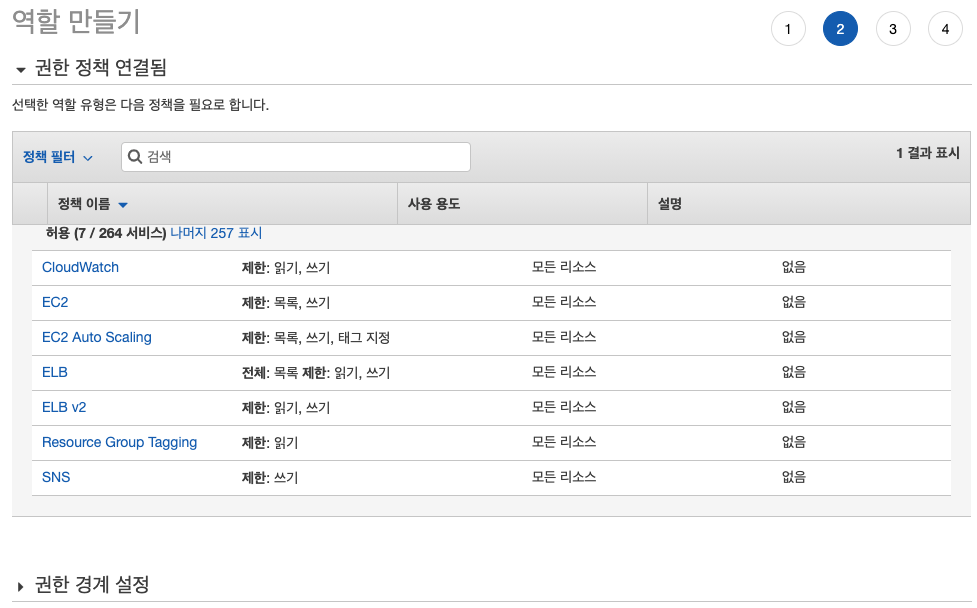 역할 만들기
1 2 3 4
권한 정책 연결됨
선택한 역할 유형은 다음 정책을 필요로 합니다.
정책 필터 검색 1 결과 표시
정책 이름 사용 용도 설명
허용 (7 / 264 서비스) 나머지 257 표시
CloudWatch 제한: 읽기, 쓰기 모든 리소스 없음
EC2 제한: 목록, 쓰기 모든 리소스 없음
EC2 Auto Scaling 제한: 목록, 쓰기, 태그 지정 모든 리소스 없음
ELB 전체: 목록 제한: 읽기, 쓰기 모든 리소스 없음
ELB v2 제한: 읽기, 쓰기 모든 리소스 없음
Resource Group Tagging 제한: 읽기 모든 리소스 없음
SNS 제한: 쓰기 모든 리소스 없음
권한 경계 설정